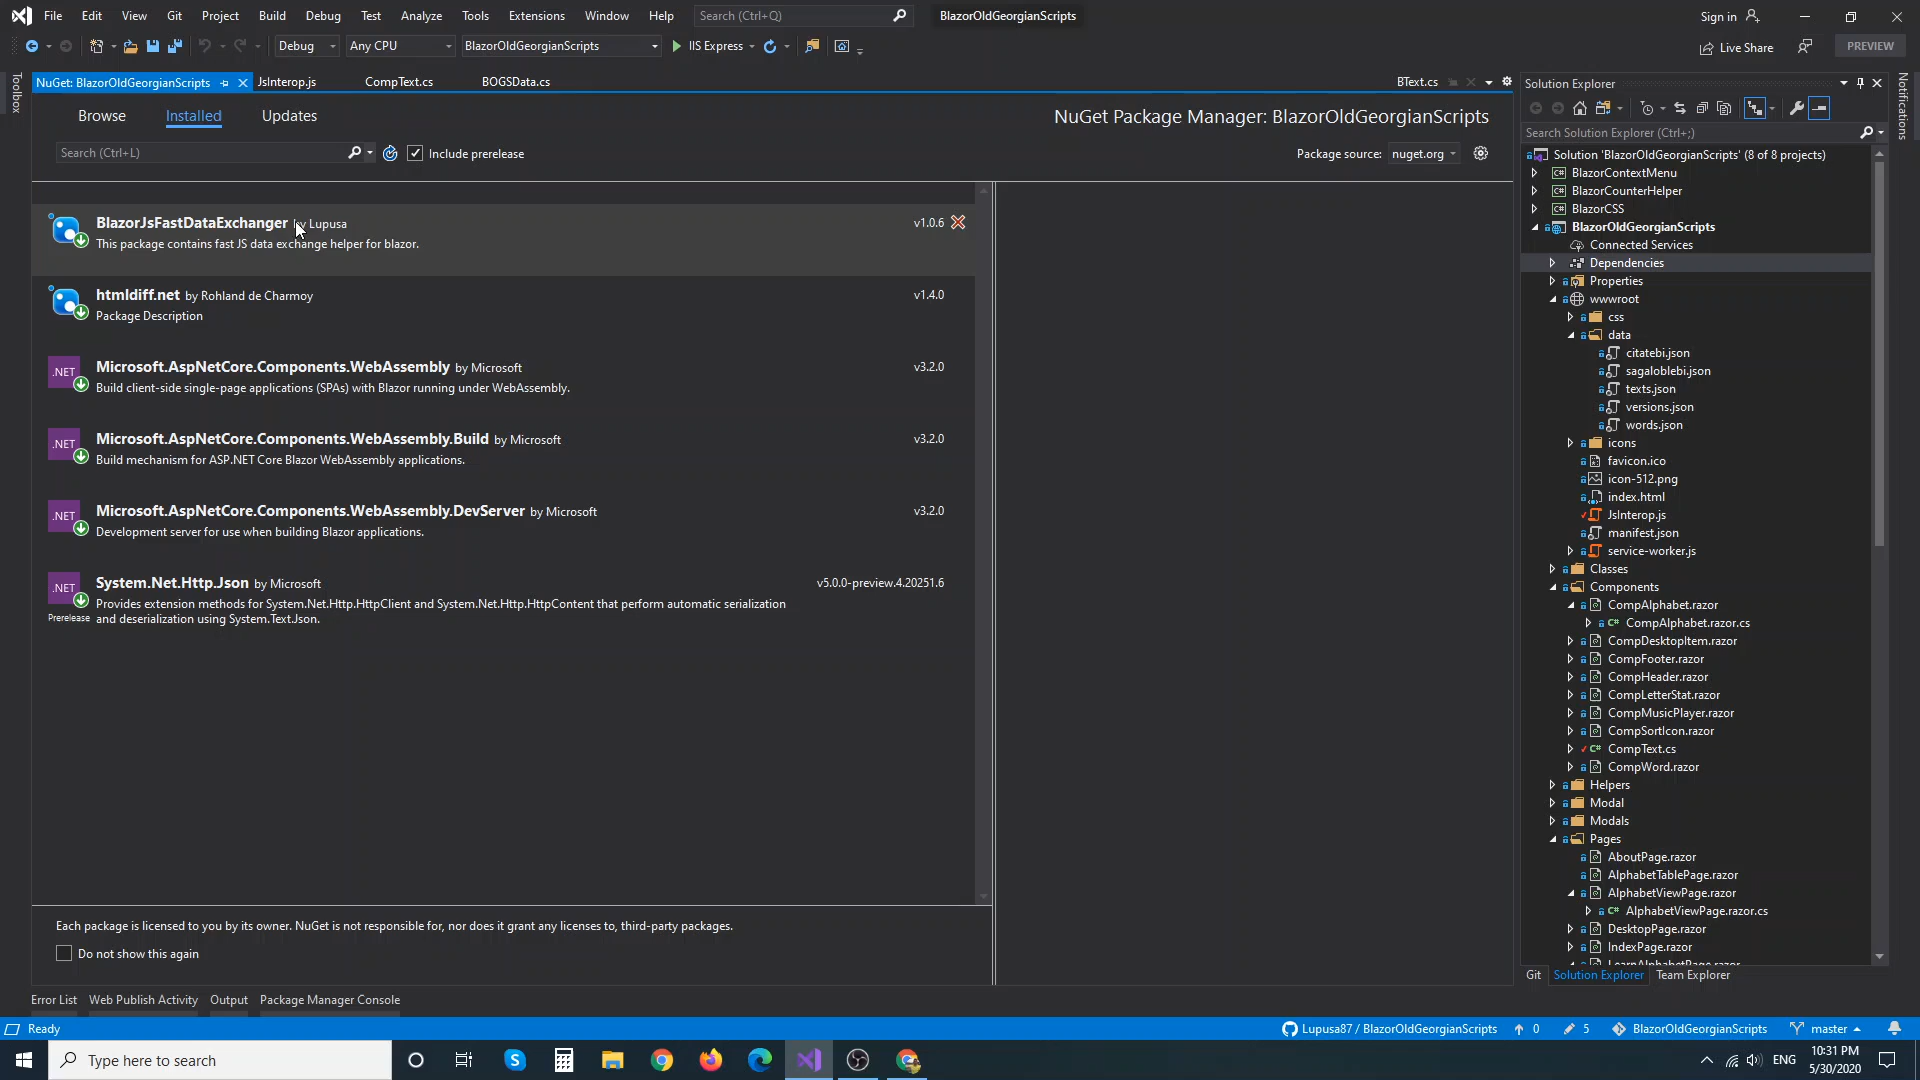 File Edit View Git Project Build Debug Test Analyze Tools Extensions Window Help Search (Ctrl+Q) BlazorOldGeorgianScripts Sign in
Debug Any CPU BlazorOldGeorgianScripts IIS Express Live Share PREVIEW
Toolbox
NuGet: BlazorOldGeorgianScripts JsInterop.js CompText.cs BOGSData.cs BText.cs
Browse Installed Updates NuGet Package Manager: BlazorOldGeorgianScripts
Search (Ctrl+L) Include prerelease Package source: nuget.org
BlazorJsFastDataExchanger by Lupusa v1.0.6
This package contains fast JS data exchange helper for blazor.
htmldiff.net by Rohland de Charmoy v1.4.0
Package Description
.NET Microsoft.AspNetCore.Components.WebAssembly by Microsoft v3.2.0
Build client-side single-page applications (SPAs) with Blazor running under WebAssembly.
.NET Microsoft.AspNetCore.Components.WebAssembly.Build by Microsoft v3.2.0
Build mechanism for ASP.NET Core Blazor WebAssembly applications.
.NET Microsoft.AspNetCore.Components.WebAssembly.DevServer by Microsoft v3.2.0
Development server for use when building Blazor applications.
.NET System.Net.Http.Json by Microsoft v5.0.0-preview.4.20251.6
Prerelease Provides extension methods for System.Net.Http.HttpClient and System.Net.Http.HttpContent that perform automatic serialization
and deserialization using System.Text.Json.
Each package is licensed to you by its owner. NuGet is not responsible for, nor does it grant any licenses to, third-party packages.
Do not show this again
Solution Explorer
Search Solution Explorer (Ctrl+;)
Solution 'BlazorOldGeorgianScripts' (8 of 8 projects)
C# BlazorContextMenu
C# BlazorCounterHelper
C# BlazorCSS
BlazorOldGeorgianScripts
Connected Services
Dependencies
Properties
wwwroot
css
data
citatebi.json
sagaloblebi.json
texts.json
versions.json
words.json
icons
favicon.ico
icon-512.png
index.html
JsInterop.js
manifest.json
service-worker.js
Classes
Components
CompAlphabet.razor
C# CompAlphabet.razor.cs
CompDesktopItem.razor
CompFooter.razor
CompHeader.razor
CompLetterStat.razor
CompMusicPlayer.razor
CompSortIcon.razor
C# CompText.cs
CompWord.razor
Helpers
Modal
Modals
Pages
AboutPage.razor
AlphabetTablePage.razor
AlphabetViewPage.razor
C# AlphabetViewPage.razor.cs
DesktopPage.razor
IndexPage.razor
LearnAlphabetPage.razor
Git Solution Explorer Team Explorer
Notifications
Error List Web Publish Activity Output Package Manager Console
Ready Lupusa87 / BlazorOldGeorgianScripts 0 5 BlazorOldGeorgianScripts master
Type here to search ENG 10:31 PM
5/30/2020